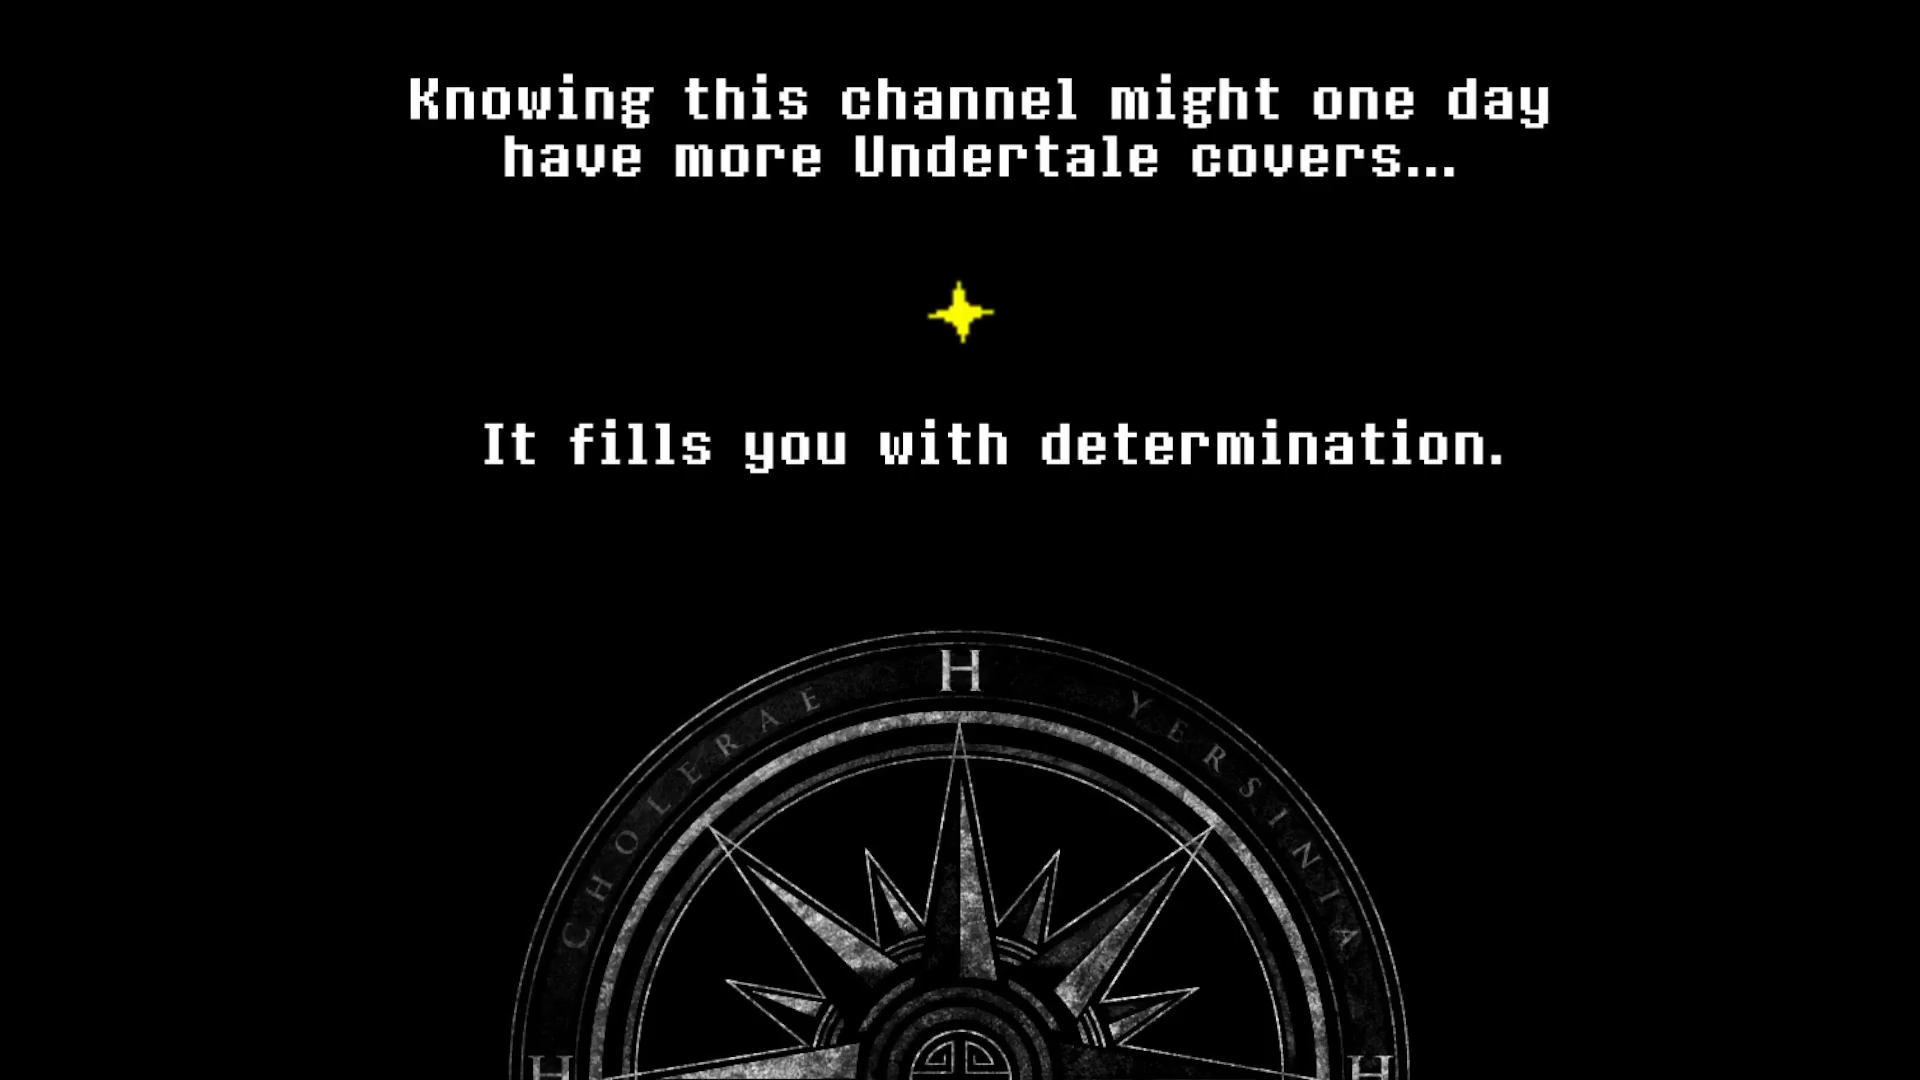 Knowing this channel might one day
have more Undertale covers...
It fills you with determination.
H
CHOLERAE
YERSINIA
H
H